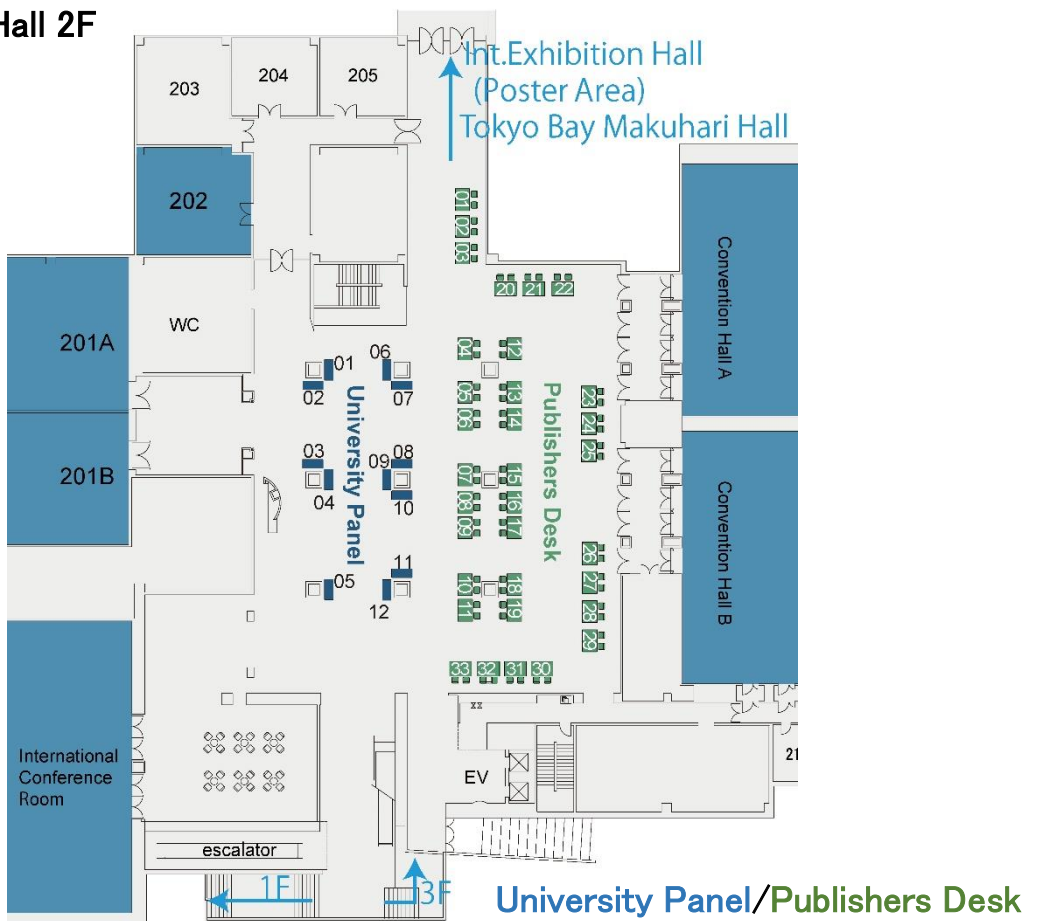 Hall 2F
Int.Exhibition Hall
(Poster Area)
Tokyo Bay Makuhari Hall
203
204
205
202
01
02
03
20
21
22
Convention Hall A
201A
WC
01
02
06
07
University Panel
04
12
05
13
06
14
Publishers Desk
23
24
25
201B
03
04
08
09
10
07
15
08
16
09
17
Convention Hall B
26
27
28
29
05
11
12
10
18
11
19
33
32
31
30
International
Conference
Room
EV
21
escalator
1F
3F
University Panel/Publishers Desk